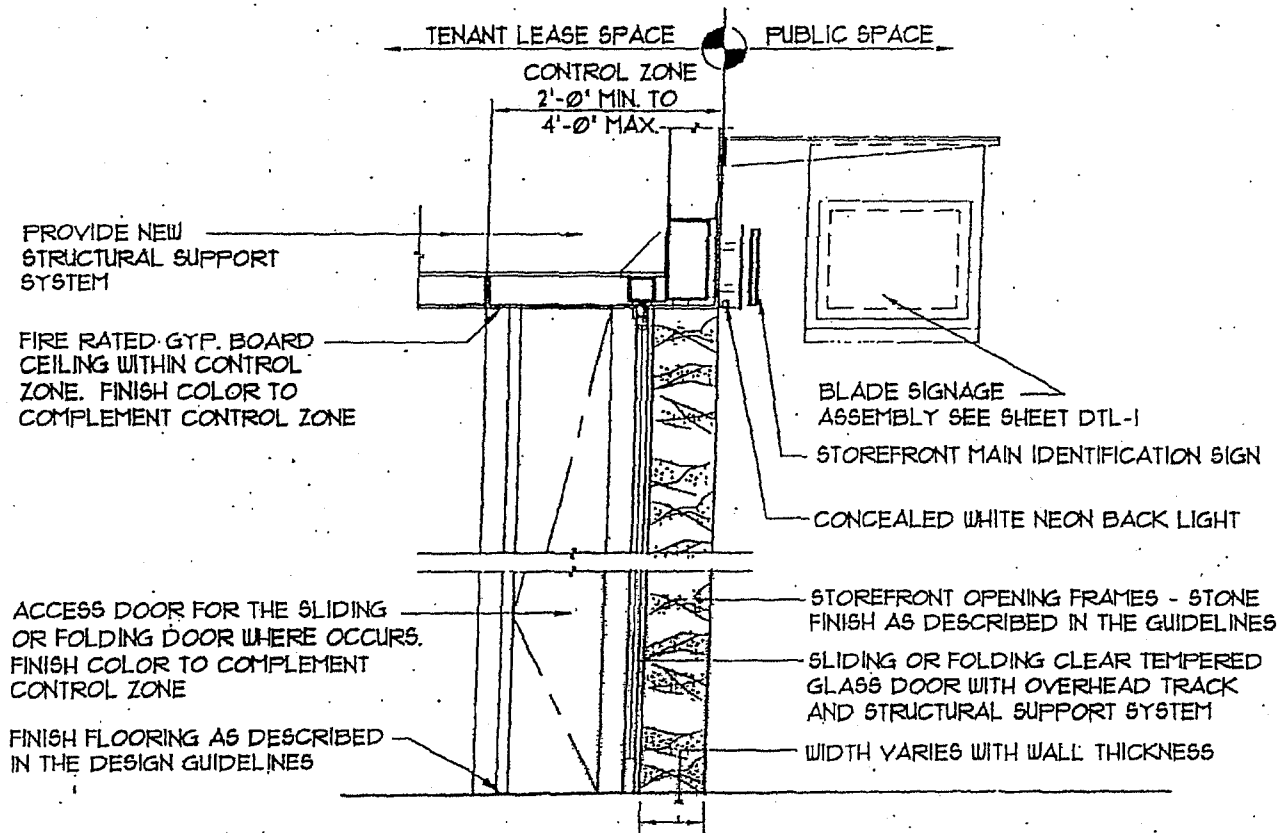 TENANT LEASE SPACE
PUBLIC SPACE
CONTROL ZONE
2'-Ø" MIN. TO
4'-Ø" MAX.
PROVIDE NEW
STRUCTURAL SUPPORT
SYSTEM
FIRE RATED GYP. BOARD
CEILING WITHIN CONTROL
ZONE. FINISH COLOR TO
COMPLEMENT CONTROL ZONE
BLADE SIGNAGE
ASSEMBLY SEE SHEET DTL-1
STOREFRONT MAIN IDENTIFICATION SIGN
CONCEALED WHITE NEON BACK LIGHT
ACCESS DOOR FOR THE SLIDING
OR FOLDING DOOR WHERE OCCURS.
FINISH COLOR TO COMPLEMENT
CONTROL ZONE
FINISH FLOORING AS DESCRIBED
IN THE DESIGN GUIDELINES
STOREFRONT OPENING FRAMES - STONE
FINISH AS DESCRIBED IN THE GUIDELINES
SLIDING OR FOLDING CLEAR TEMPERED
GLASS DOOR WITH OVERHEAD TRACK
AND STRUCTURAL SUPPORT SYSTEM
WIDTH VARIES WITH WALL THICKNESS